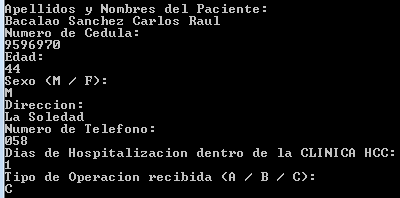 Apellidos y Nombres del Paciente:
Bacalao Sanchez Carlos Raul
Numero de Cedula:
9596970
Edad:
44
Sexo (M / F):
M
Direccion:
La Soledad
Numero de Telefono:
058
Dias de Hospitalizacion dentro de la CLINICA HCC:
1
Tipo de Operacion recibida (A / B / C):
C